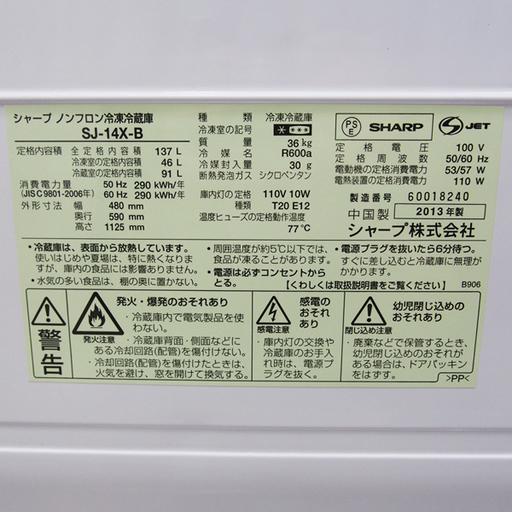 シャープ ノンフロン冷凍冷蔵庫
SJ-14X-B
定格内容積 全定格内容積 137 L
冷凍室の定格内容積 46 L
冷蔵室の定格内容積 91 L
消費電力量 50 Hz 290 kWh/年
(JIS C 9801-2006年) 60 Hz 290 kWh/年
外形寸法 幅 480 mm
奥行 590 mm
高さ 1125 mm
種類 冷凍冷蔵庫
冷凍室の記号
質量 36 kg
冷媒 R600a
冷媒封入量 30 g
断熱発泡ガス シクロペンタン
庫内灯の定格 110V 10W
種類 T20 E12
温度ヒューズの定格動作温度
77℃
PS
E
SHARP
JET
定格電圧 100 V
定格周波数 50/60 Hz
電動機の定格消費電力 53/57 W
電熱装置の定格消費電力 110 W
製造番号 60018240
中国製 2013年製
シャープ株式会社
・冷蔵庫は、表面から放熱しています。
使いはじめや夏場は、特に熱くなりま
すが、庫内の食品には影響ありません。
・水気の多い食品は、棚の奥に置かない。
・周囲温度が約5℃以下では、
食品が凍ることがあります。
・電源は必ずコンセントから
とる。
・電源プラグを抜いたら6分待つ。
すぐに差し込むと冷却しない場合
があります。
【くわしくは取扱説明書をご覧ください】
B906
警告
発火・爆発のおそれあり
発火注意
・冷蔵庫内で電気製品を使
わない。
・冷蔵庫背面・側面などに
ある冷却回路(配管)を傷付けない。
・冷却回路(配管)を傷付けたときは、
火気を避け、窓を開けて換気する。
感電の
おそれあり
感電注意
・庫内灯の交換や
冷蔵庫のお手入
れ時は、電源プ
ラグを抜く。
幼児閉じ込めの
おそれあり
閉じ込め注意
・廃棄などで保管するとき、
幼児閉じ込めのおそれが
ある場合は、ドアパッキン
をはずす。
>PP<